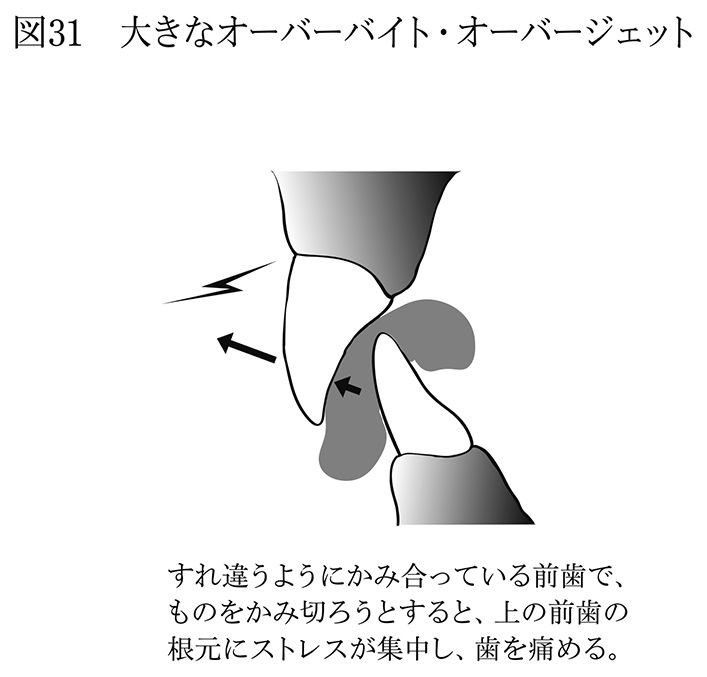 図31　大きなオーバーバイト・オーバージェット
すれ違うようにかみ合っている前歯で、
ものをかみ切ろうとすると、上の前歯の
根元にストレスが集中し、歯を痛める。